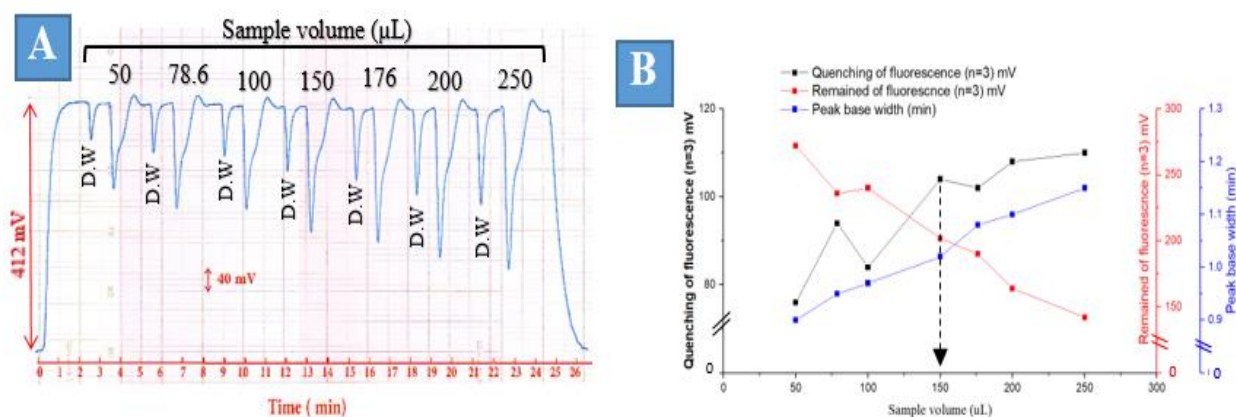 A
Sample volume (µL)
50 78.6 100 150 176 200 250
D.W D.W D.W D.W D.W D.W D.W
412 mV
40 mV
0 1 2 3 4 5 6 7 8 9 10 11 12 13 14 15 16 17 18 19 20 21 22 23 24 25 26
Time ( min)
B
Quenching of fluorescence (n=3) mV
Remained of fluorescnce (n=3) mV
Peak base width (min)
Quenching of fluorescence (n=3) mV
120
100
80
0
0 50 100 150 200 250 300
Sample volume (uL)
Remained of fluorescnce (n=3) mV
300
250
200
150
0
Peak base width (min)
1.3
1.2
1.1
1.0
0.9
0